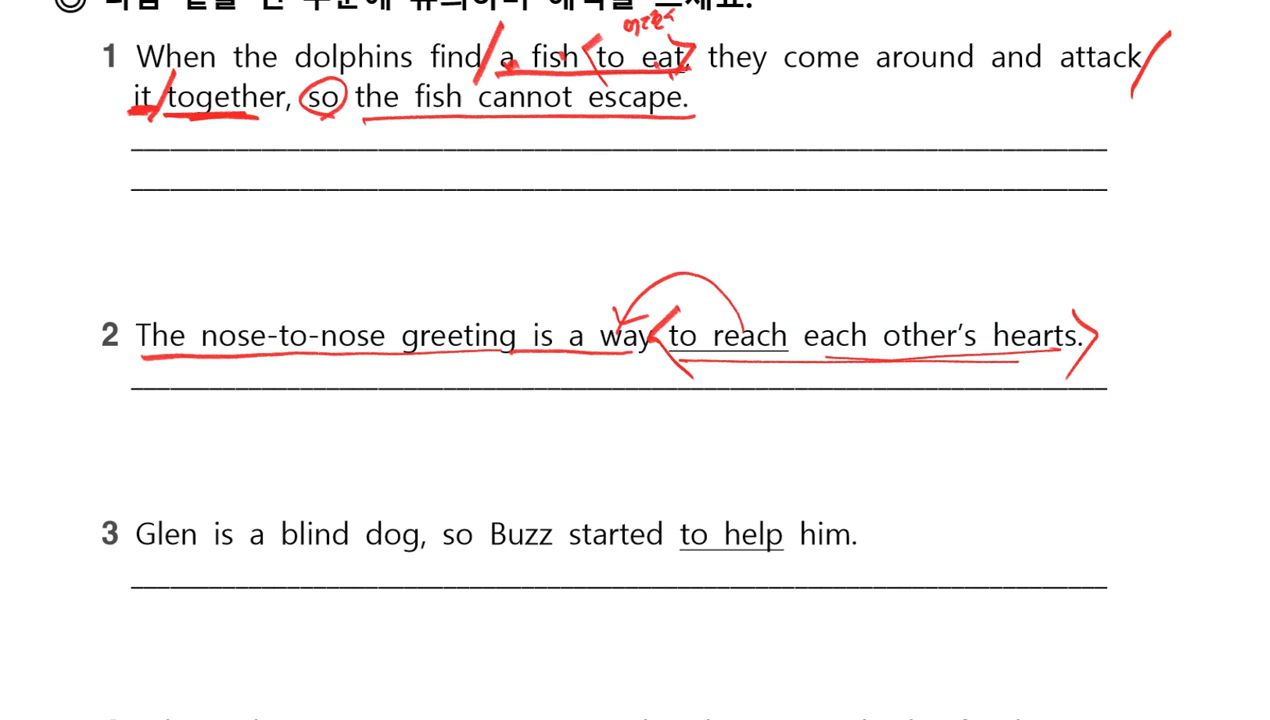 1 When the dolphins find a fish to eat, they come around and attack
it together, so the fish cannot escape.
2 The nose-to-nose greeting is a way to reach each other's hearts.
3 Glen is a blind dog, so Buzz started to help him.